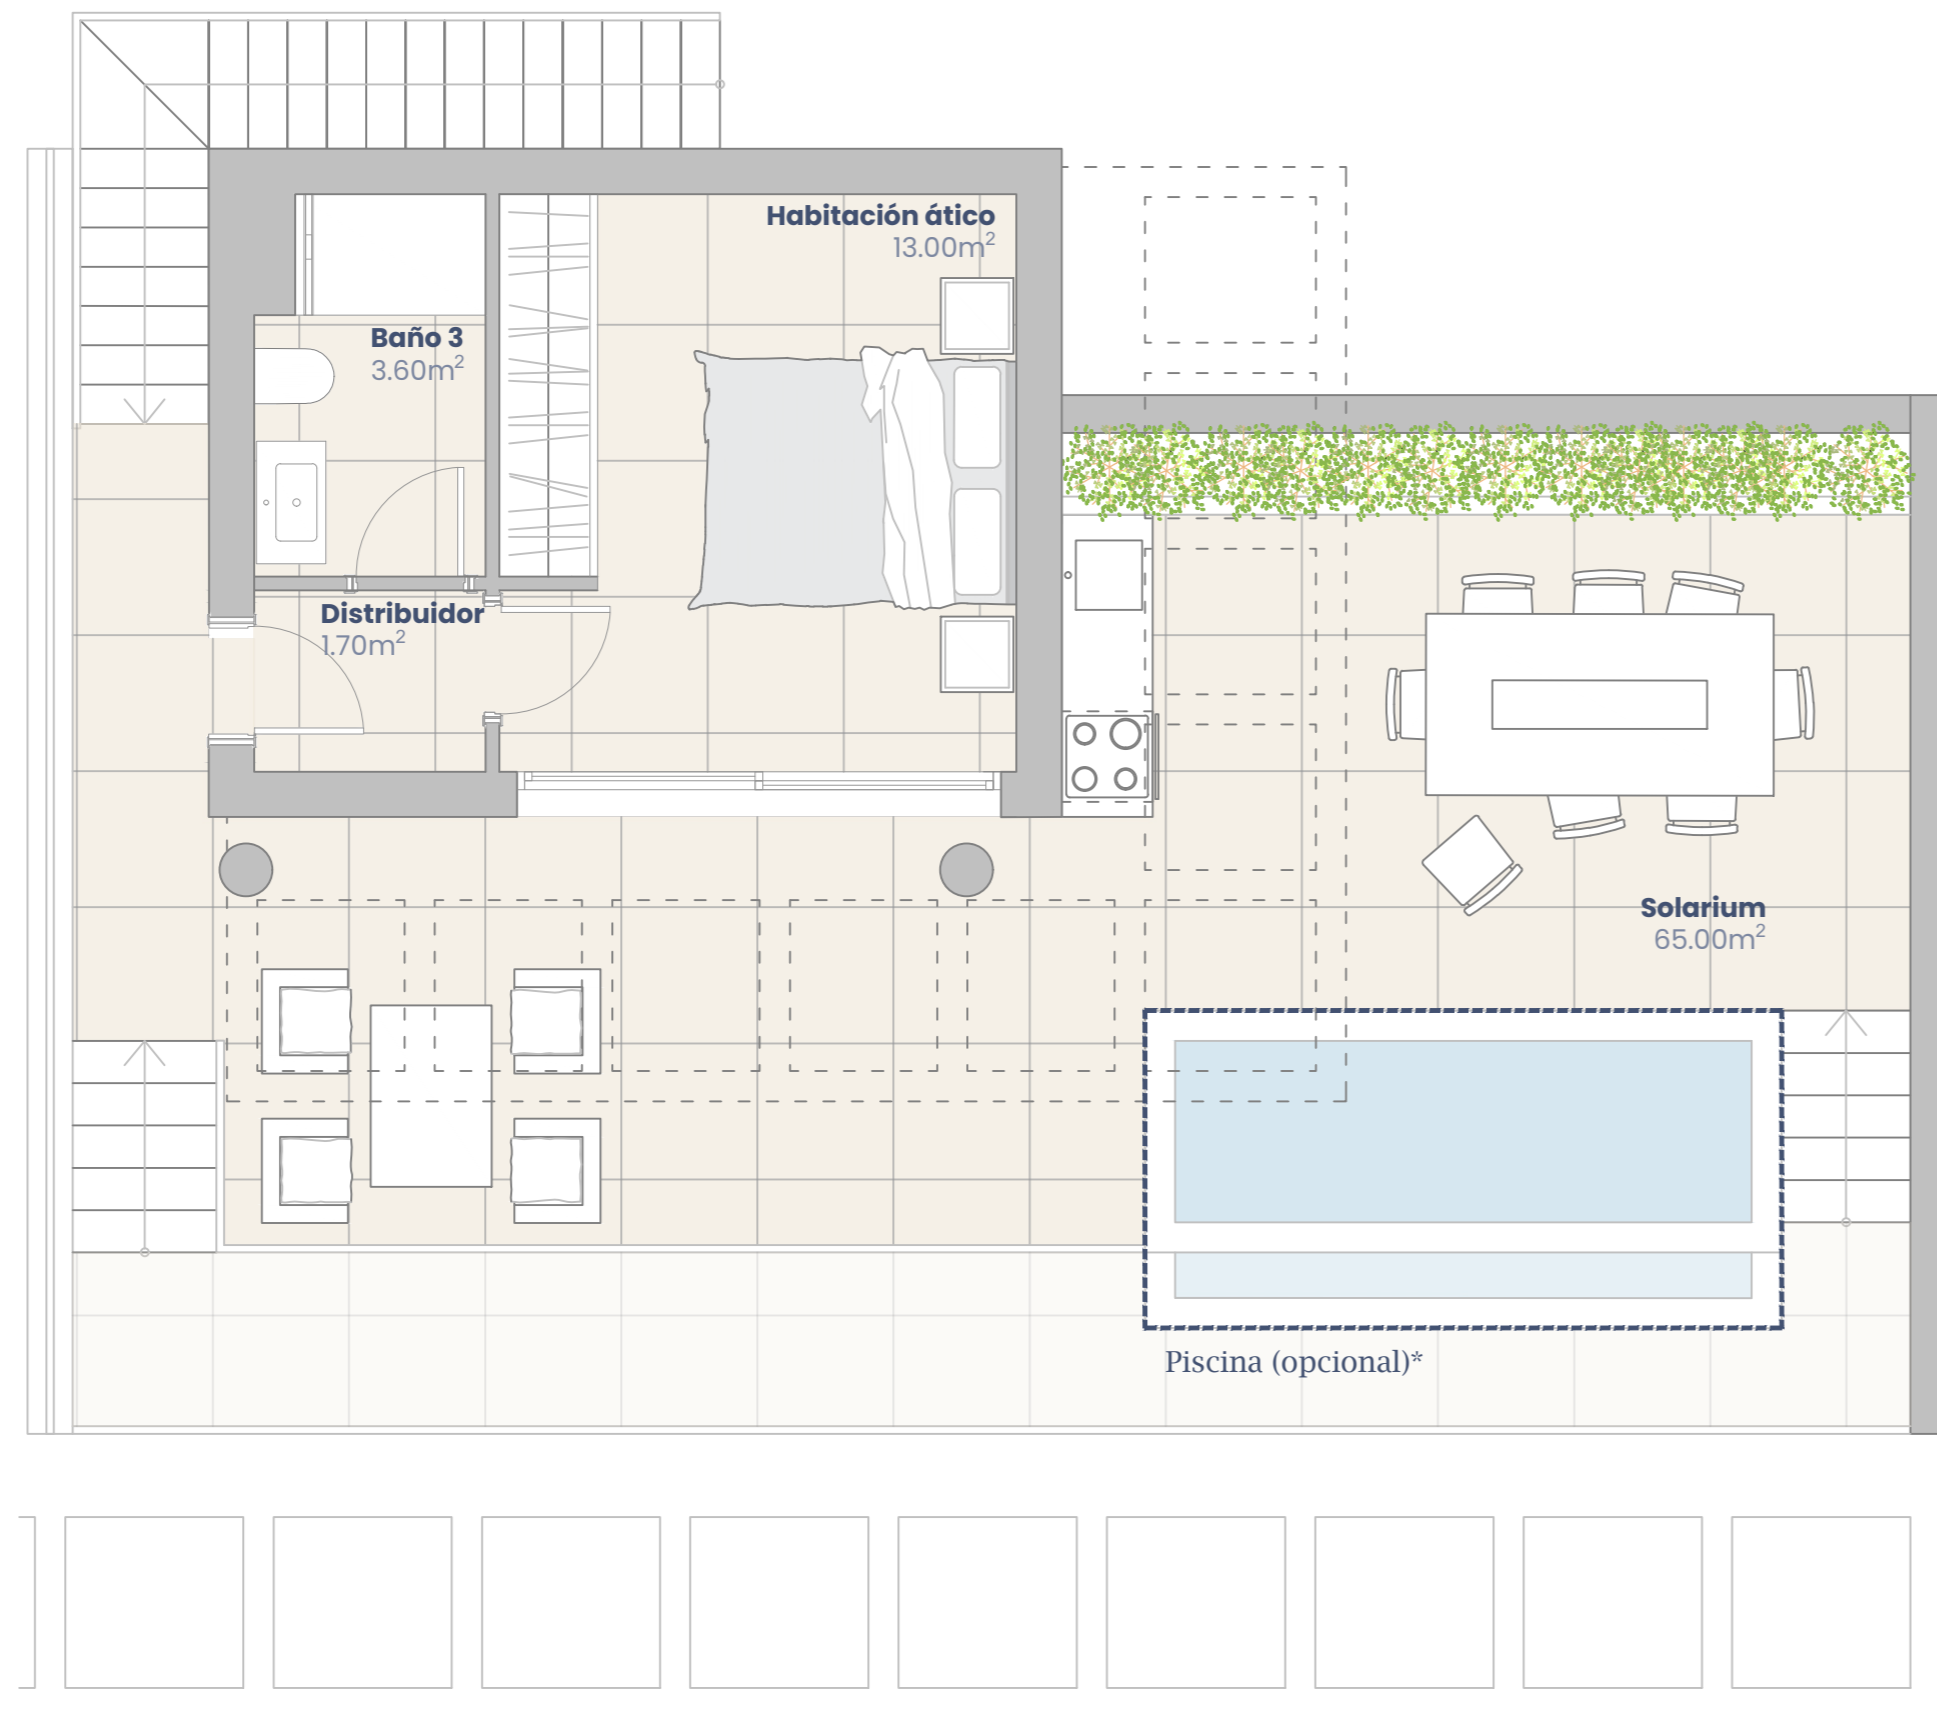 Habitación ático
13.00m²
Baño 3
3.60m²
Distribuidor
1.70m²
Solarium
65.00m²
Piscina (opcional)*